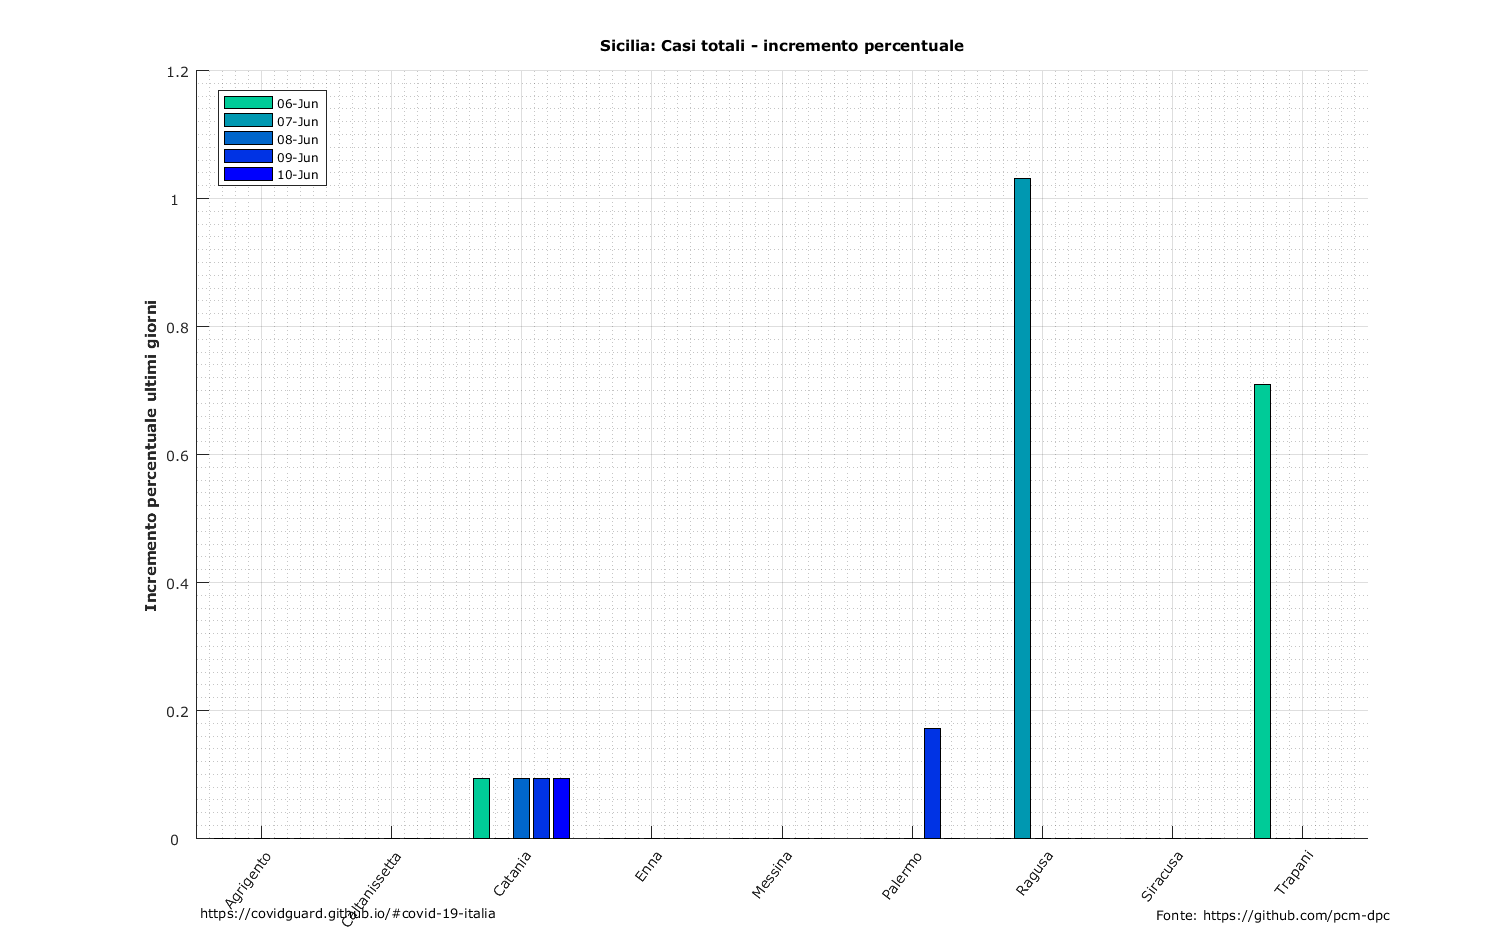 Sicilia: Casi totali - incremento percentuale
1.2
1
0.8
0.6
0.4
0.2
0
Incremento percentuale ultimi giorni
06-Jun
07-Jun
08-Jun
09-Jun
10-Jun
Agrigento
Caltanissetta
Catania
Enna
Messina
Palermo
Ragusa
Siracusa
Trapani
https://covidguard.github.io/#covid-19-italia
Fonte: https://github.com/pcm-dpc